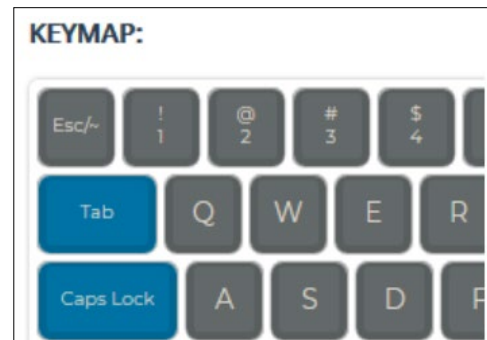 KEYMAP:
Esc/~ ! 1 @ 2 # 3 $ 4
Tab Q W E R
Caps Lock A S D F